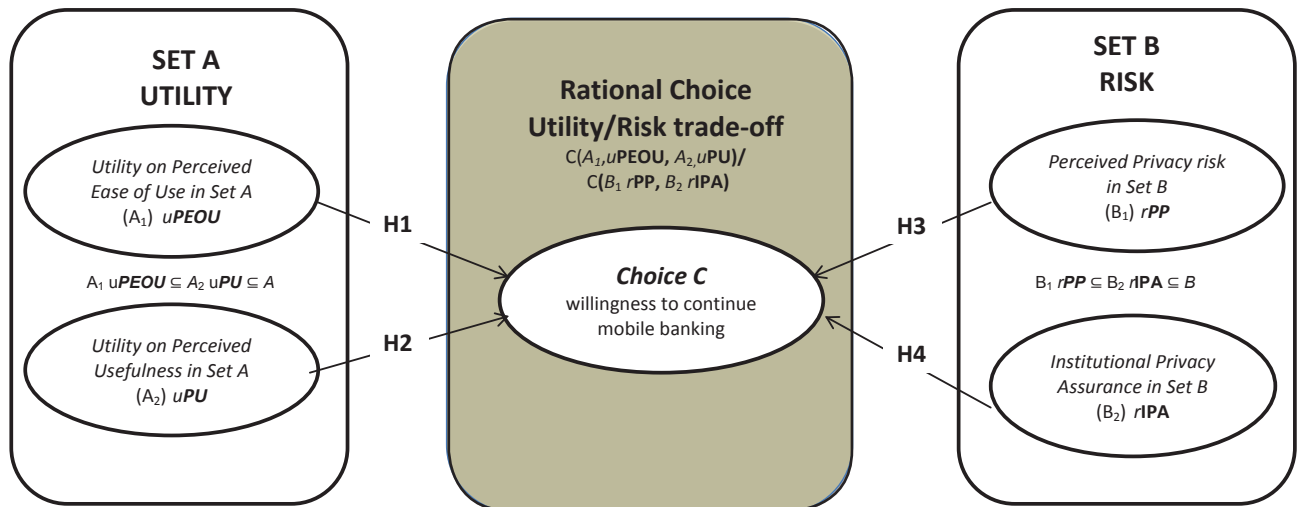 SET A
UTILITY
Utility on Perceived
Ease of Use in Set A
(A₁) uPEOU
A₁ uPEOU ⊆ A₂ uPU ⊆ A
Utility on Perceived
Usefulness in Set A
(A₂) uPU
H1
H2
Rational Choice
Utility/Risk trade-off
C(A₁,uPEOU, A₂,uPU)/
C(B₁ rPP, B₂ rIPA)
Choice C
willingness to continue
mobile banking
H3
H4
SET B
RISK
Perceived Privacy risk
in Set B
(B₁) rPP
B₁ rPP ⊆ B₂ rIPA ⊆ B
Institutional Privacy
Assurance in Set B
(B₂) rIPA